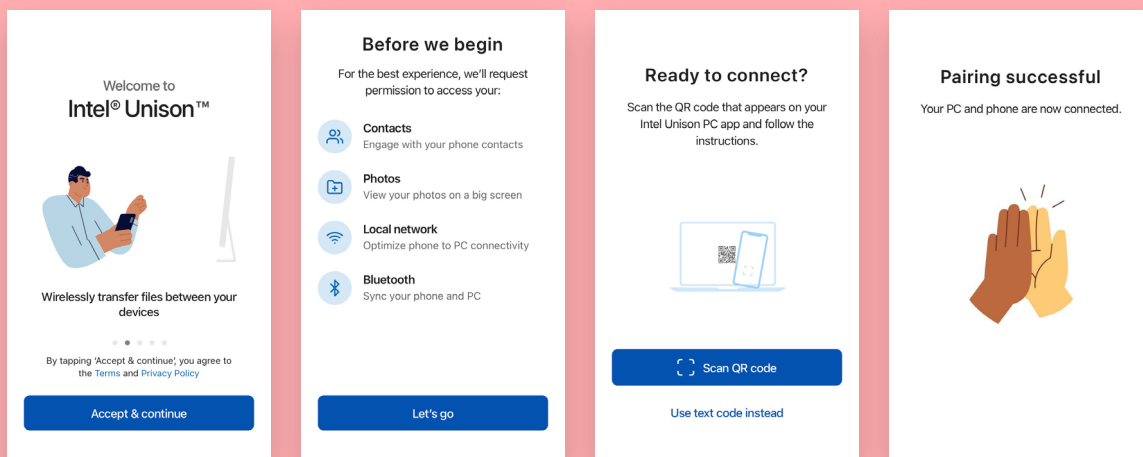 Welcome to
Intel® Unison™
Wirelessly transfer files between your
devices
By tapping 'Accept & continue', you agree to
the Terms and Privacy Policy
Accept & continue
Before we begin
For the best experience, we'll request
permission to access your:
Contacts
Engage with your phone contacts
Photos
View your photos on a big screen
Local network
Optimize phone to PC connectivity
Bluetooth
Sync your phone and PC
Let's go
Ready to connect?
Scan the QR code that appears on your
Intel Unison PC app and follow the
instructions.
Scan QR code
Use text code instead
Pairing successful
Your PC and phone are now connected.